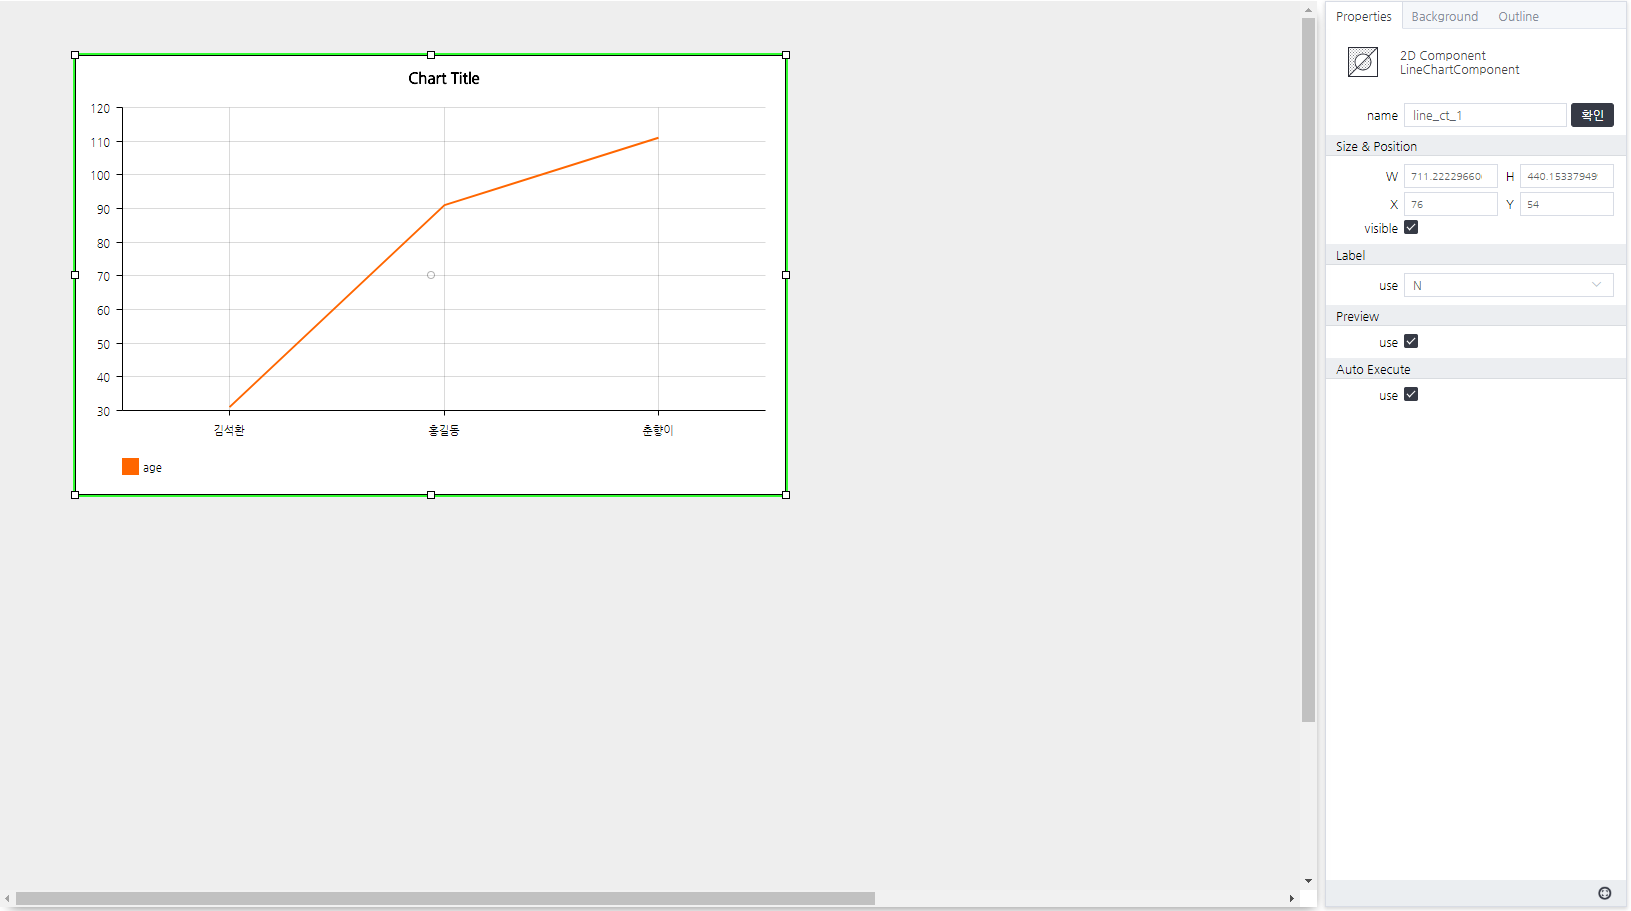 Chart Title
120
110
100
90
80
70
60
50
40
30
김석환 홍길동 춘향이
age
Properties Background Outline
2D Component
LineChartComponent
name line_ct_1 확인
Size & Position
W 711.2222966 H 440.15337949
X 76 Y 54
visible
Label
use N
Preview
use
Auto Execute
use